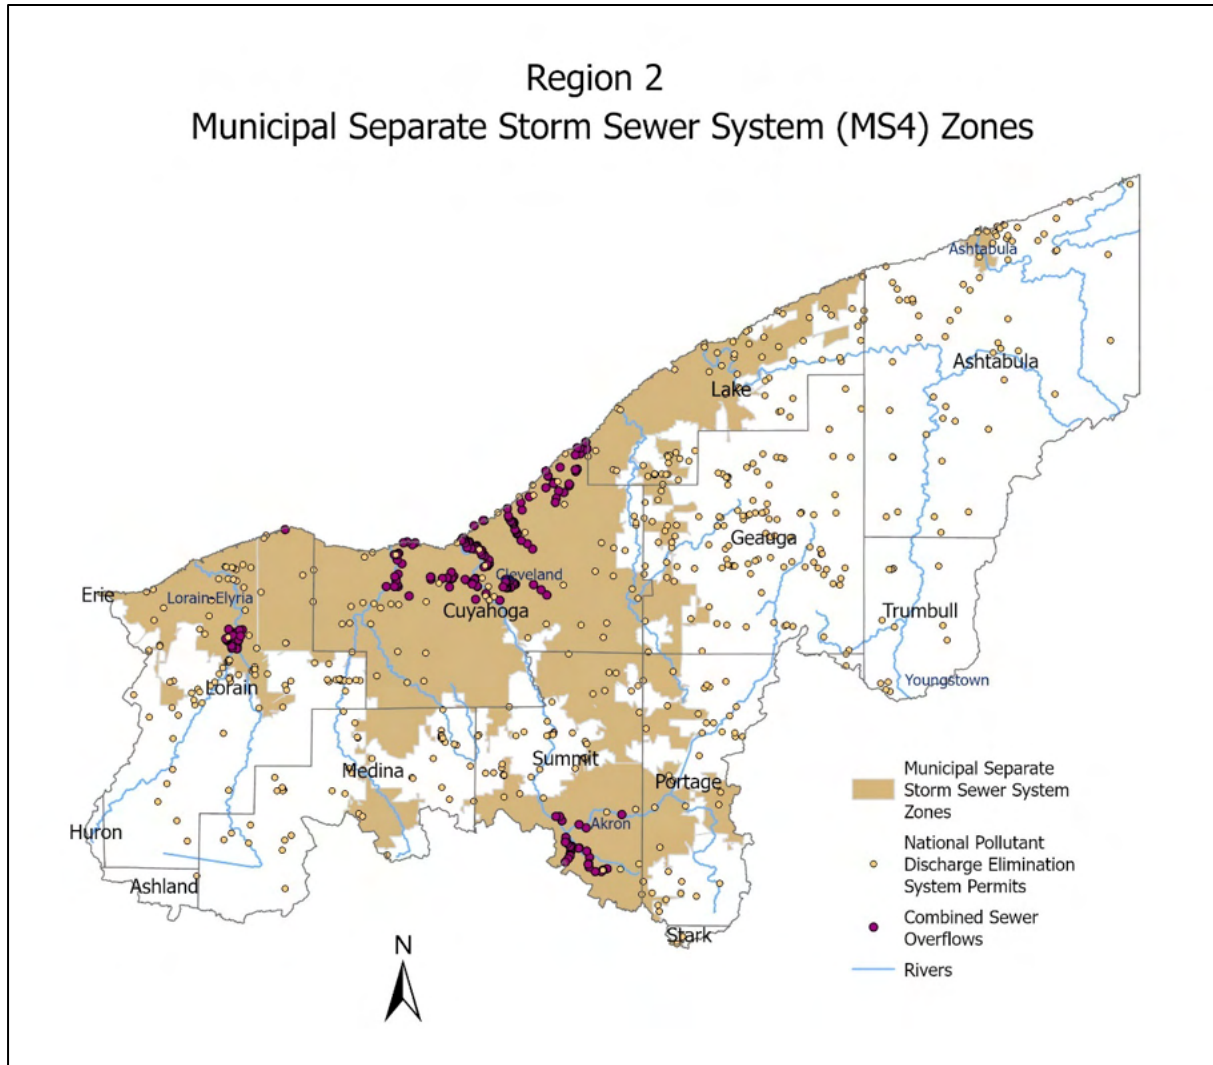 Region 2
Municipal Separate Storm Sewer System (MS4) Zones
Ashtabula
Ashtabula
Lake
Geauga
Cleveland
Erie
Lorain-Elyria
Cuyahoga
Trumbull
Youngstown
Lorain
Summit
Medina
Portage
Akron
Huron
Ashland
Stark
N
Municipal Separate
Storm Sewer System
Zones
National Pollutant
Discharge Elimination
System Permits
Combined Sewer
Overflows
Rivers